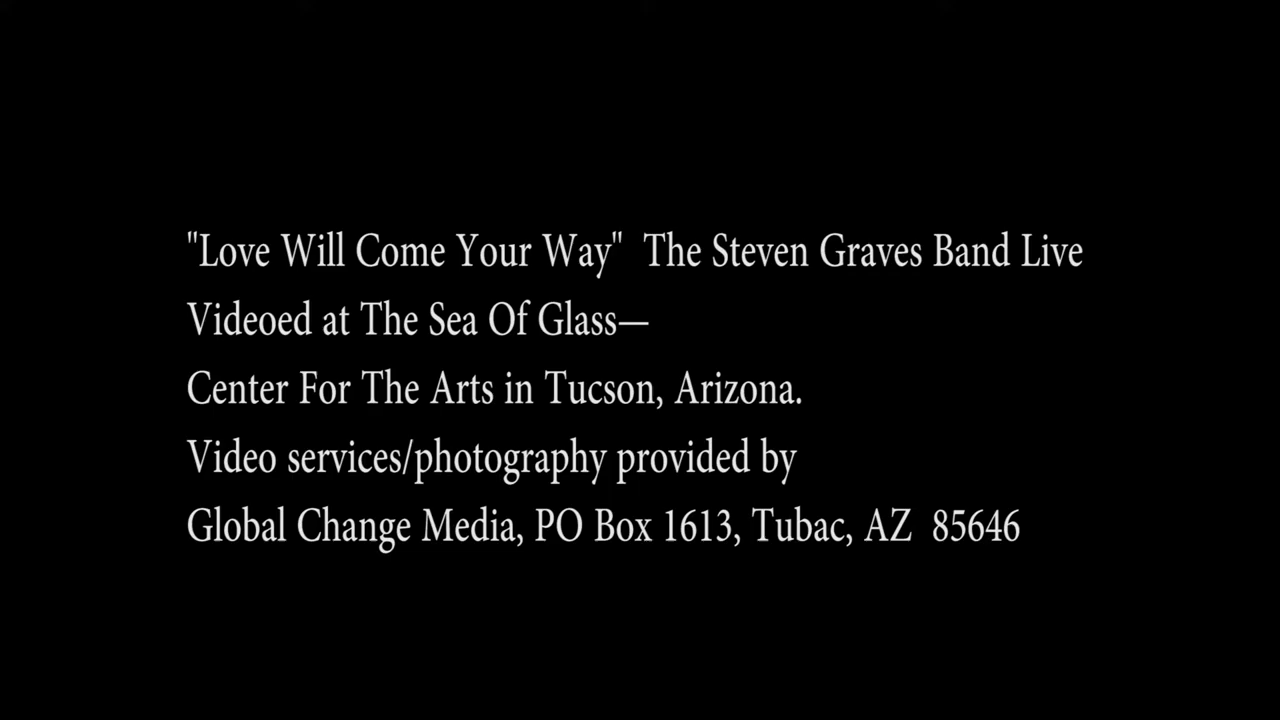 "Love Will Come Your Way"  The Steven Graves Band Live
Videoed at The Sea Of Glass—
Center For The Arts in Tucson, Arizona.
Video services/photography provided by
Global Change Media, PO Box 1613, Tubac, AZ  85646